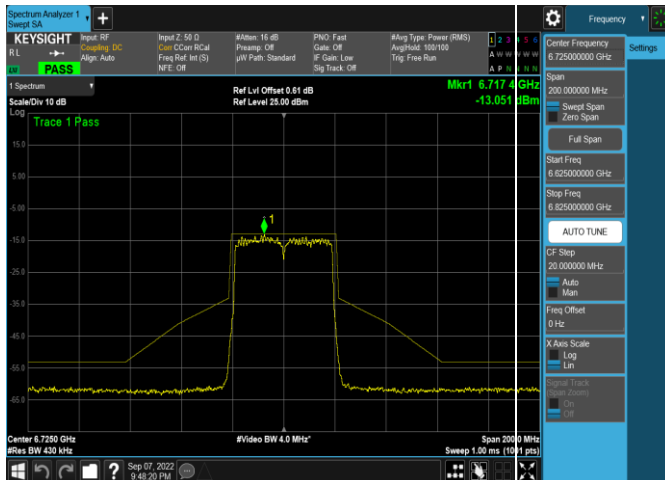 Spectrum Analyzer 1
Swept SA
Frequency
Settings
KEYSIGHT
R L
PASS
Input: RF
Coupling: DC
Align: Auto
Input Z: 50 Ω
Corr CCorr RCal
Freq Ref: Int (S)
NFE: Off
#Atten: 16 dB
Preamp: Off
µW Path: Standard
PNO: Fast
Gate: Off
IF Gain: Low
Sig Track: Off
#Avg Type: Power (RMS)
Avg|Hold: 100/100
Trig: Free Run
1 2 3 4 5 6
A W W W W W
A P N N N N
1 Spectrum
Scale/Div 10 dB
Log
Ref Lvl Offset 0.61 dB
Ref Level 25.00 dBm
Mkr1 6.717 4 GHz
-13.051 dBm
Trace 1 Pass
1
15.0
5.00
-5.00
-15.0
-25.0
-35.0
-45.0
-55.0
-65.0
Center 6.7250 GHz
#Res BW 430 kHz
#Video BW 4.0 MHz*
Span 200.0 MHz
Sweep 1.00 ms (1001 pts)
Center Frequency
6.725000000 GHz
Span
200.000000 MHz
Swept Span
Zero Span
Full Span
Start Freq
6.625000000 GHz
Stop Freq
6.825000000 GHz
AUTO TUNE
CF Step
20.000000 MHz
Auto
Man
Freq Offset
0 Hz
X Axis Scale
Log
Lin
Signal Track
(Span Zoom)
On
Off
Sep 07, 2022
9:48:20 PM